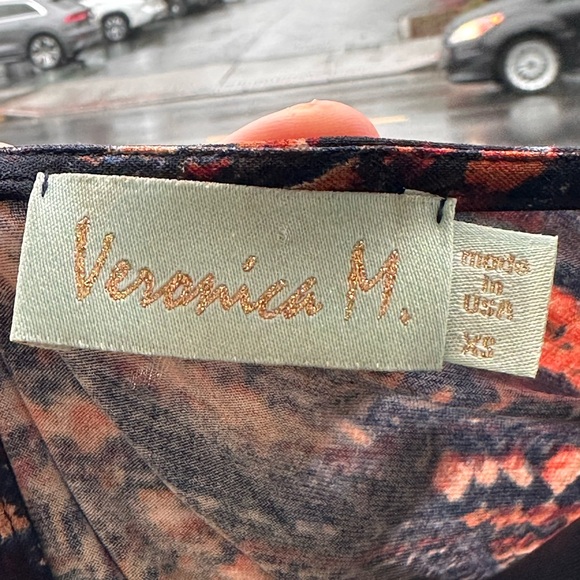 Veronica M.
made
in
USA
XS